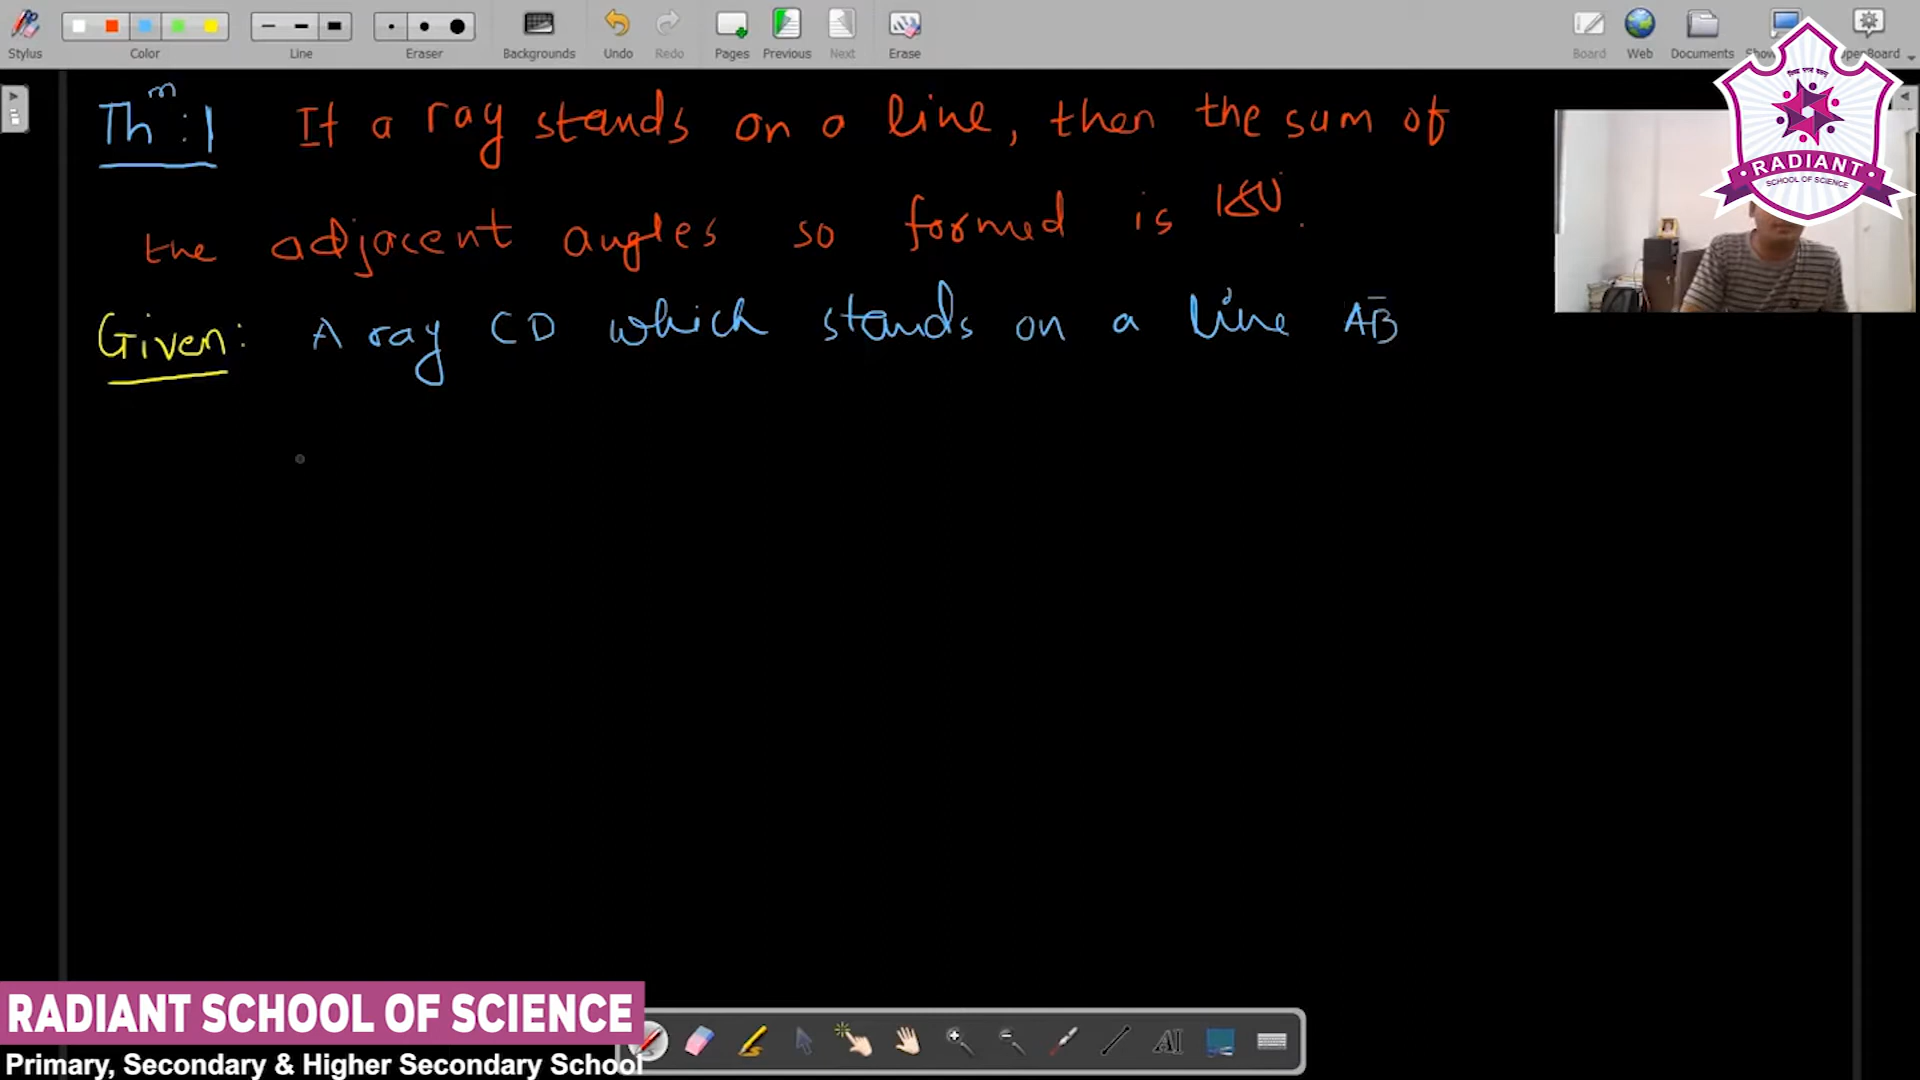 Stylus Color Line Eraser Backgrounds Undo Redo Pages Previous Next Erase Board Web Documents
Thm : 1 If a ray stands on a line, then the sum of
the adjacent angles so formed is 180°.
Given: A ray CD which stands on a line AB
RADIANT
SCHOOL OF SCIENCE
RADIANT SCHOOL OF SCIENCE
Primary, Secondary & Higher Secondary School